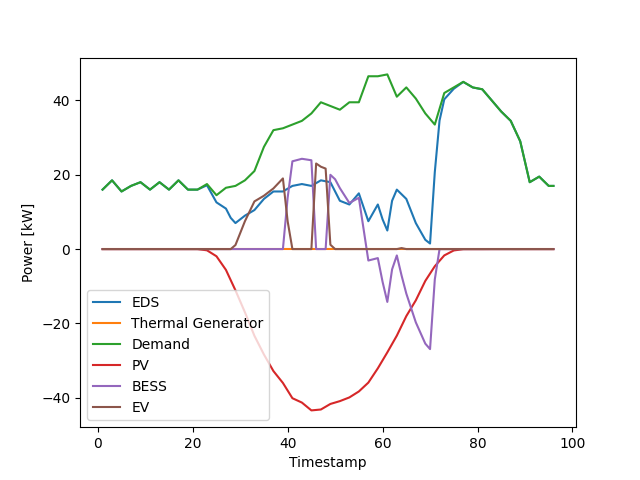 Power [kW]
40
20
0
−20
−40
EDS
Thermal Generator
Demand
PV
BESS
EV
0 20 40 60 80 100
Timestamp